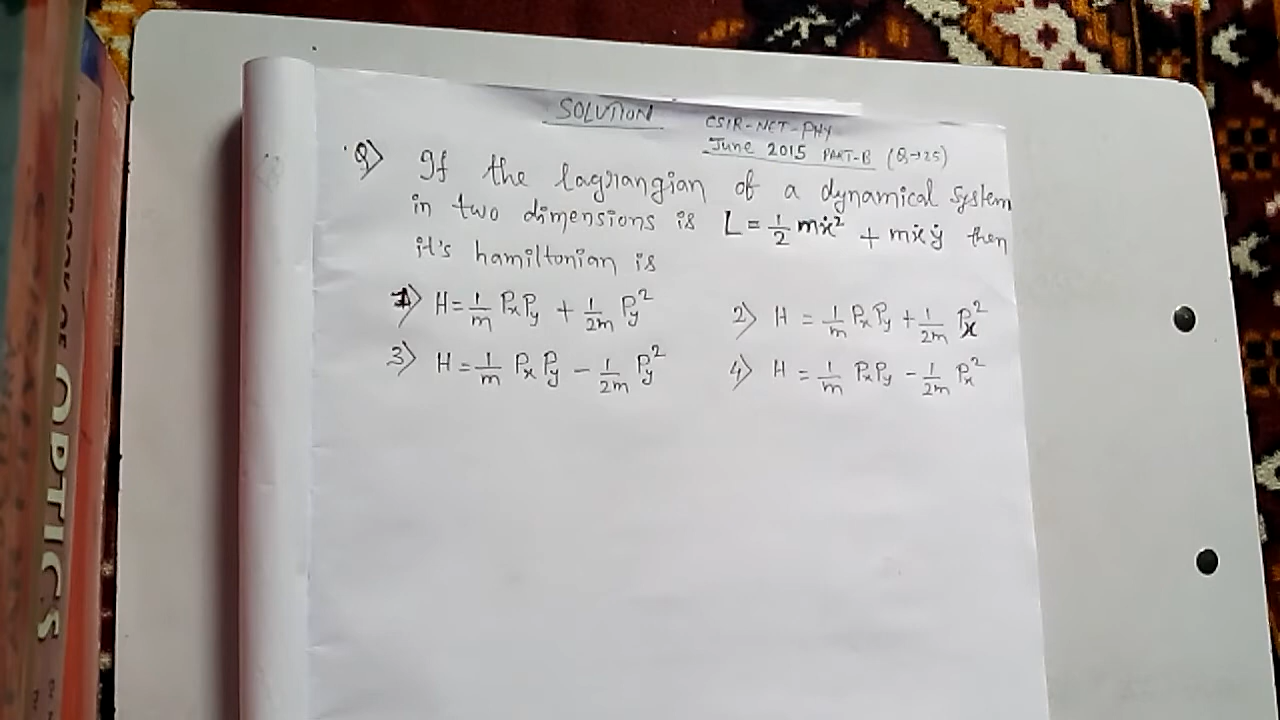 SOLUTION
CSIR-NET-PHY
June 2015 PART-B (Q→25)
Q> If the lagrangian of a dynamical system
in two dimensions is L = 1/2 mẋ² + mẋẏ then
it's hamiltonian is
1> H = 1/m PxPy + 1/2m Py² 2> H = 1/m PxPy + 1/2m Px²
3> H = 1/m PxPy - 1/2m Py² 4> H = 1/m PxPy - 1/2m Px²
OPTICS